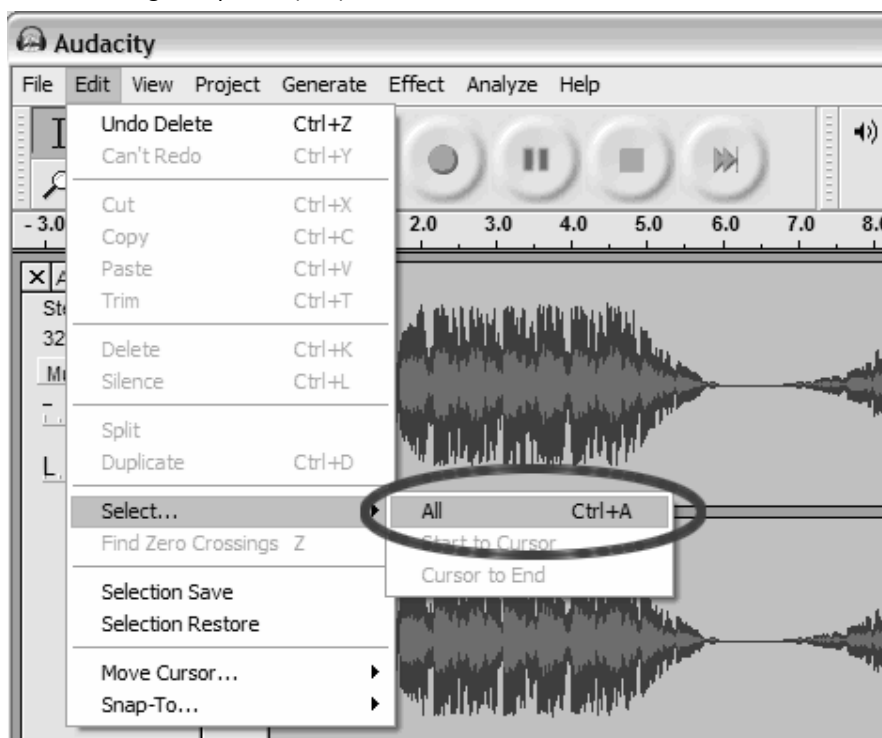 Audacity
File Edit View Project Generate Effect Analyze Help
Undo Delete Ctrl+Z
Can't Redo Ctrl+Y
Cut Ctrl+X
Copy Ctrl+C
Paste Ctrl+V
Trim Ctrl+T
Delete Ctrl+K
Silence Ctrl+L
Split
Duplicate Ctrl+D
Select...
Find Zero Crossings Z
Selection Save
Selection Restore
Move Cursor...
Snap-To...
All Ctrl+A
Start to Cursor
Cursor to End
- 3.0 2.0 3.0 4.0 5.0 6.0 7.0
32
L